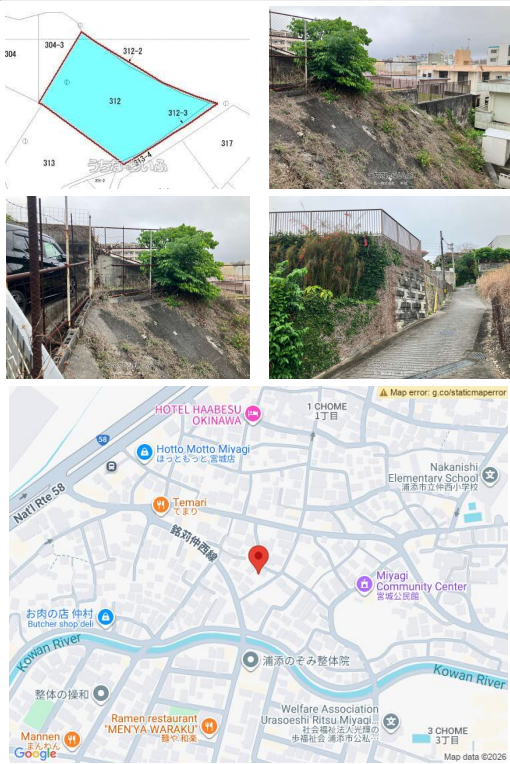 304
304-3
312-2
312
312-3
317
313-4
313
うちなーらいふ
Map error: g.co/staticmaperror
HOTEL HAABESU
OKINAWA
1 CHOME
1丁目
58
Hotto Motto Miyagi
ほっともっと 宮城店
Nakanishi
Elementary School
浦添市立仲西小学校
Nat'l Rte 58
Temari
てまり
路苅仲西線
Miyagi
Community Center
宮城公民館
お肉の店 仲村
Butcher shop deli
Kowan River
浦添のぞみ整体院
Kowan River
整体の操和
Welfare Association
Urasoeshi Ritsu Miyagi...
社会福祉法人光輝の
歩福祉会 浦添市公私...
Ramen restaurant
"MEN'YA WARAKU"
麺や 和楽
Mannen
まんねん
3 CHOME
3丁目
Google
Map data ©2026